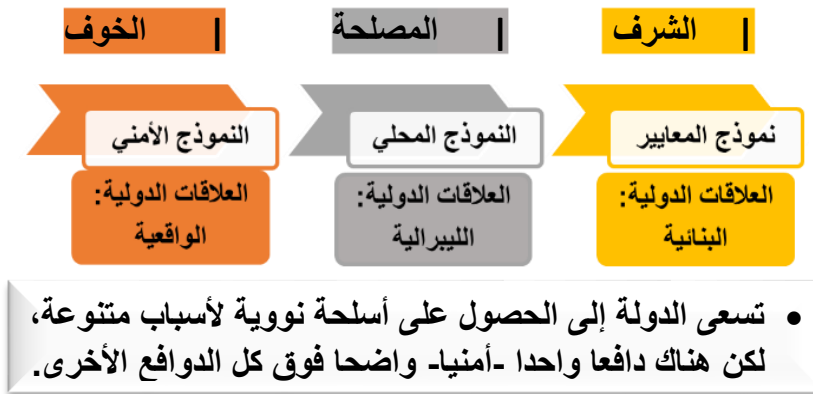 | الشرف
| المصلحة
| الخوف
نموذج المعايير
النموذج المحلي
النموذج الأمني
العلاقات الدولية:
البنائية
العلاقات الدولية:
الليبرالية
العلاقات الدولية:
الواقعية
• تسعى الدولة إلى الحصول على أسلحة نووية لأسباب متنوعة،
لكن هناك دافعا واحدا -أمنيا- واضحا فوق كل الدوافع الأخرى.